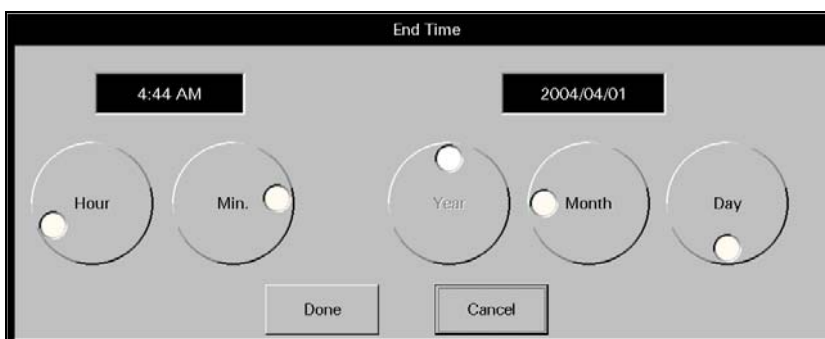 End Time
4:44 AM
2004/04/01
Hour
Min.
Year
Month
Day
Done
Cancel